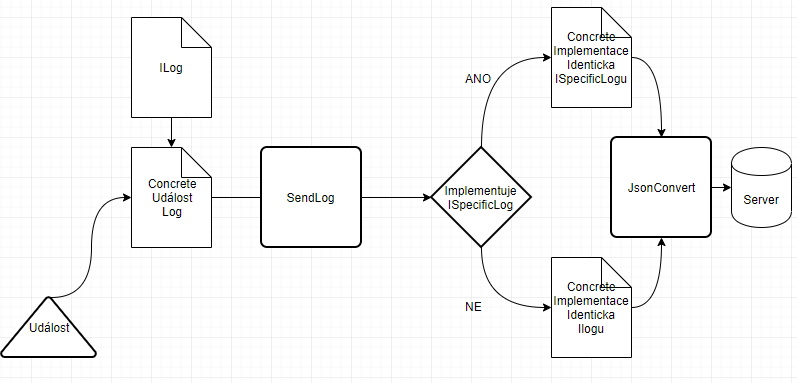 ILog
Concrete
Událost
Log
Událost
SendLog
Implementuje
ISpecificLog
ANO
NE
Concrete
Implementace
Identicka
ISpecificLogu
Concrete
Implementace
Identicka
Ilogu
JsonConvert
Server